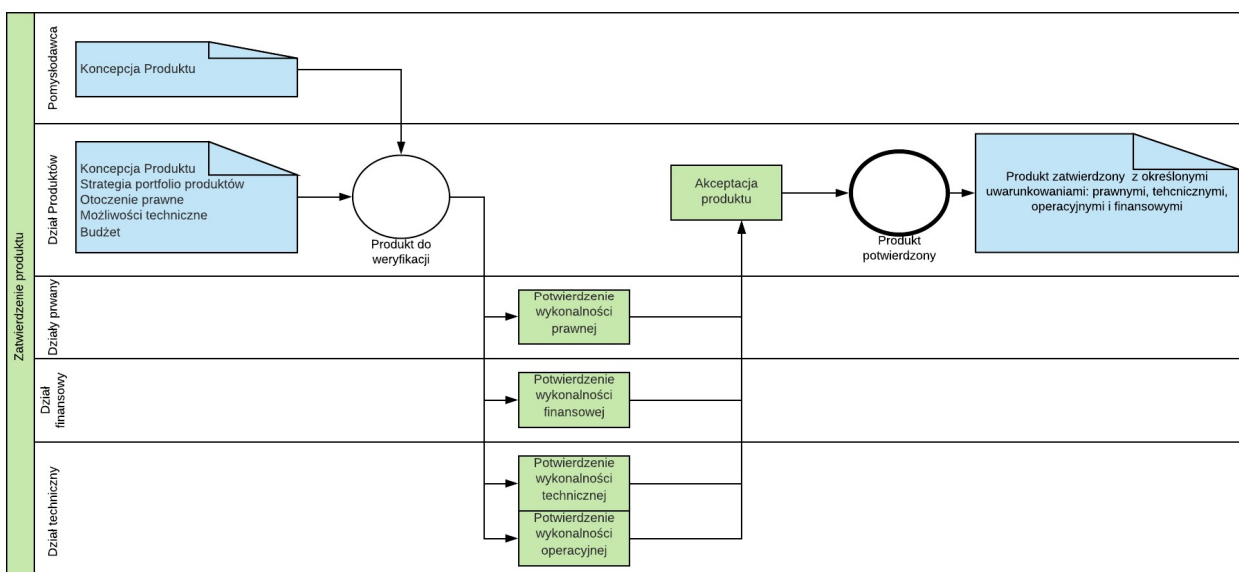 Zatwierdzenie produktu
Pomysłodawca
Koncepcja Produktu
Dział Produktów
Koncepcja Produktu
Strategia portfolio produktów
Otoczenie prawne
Możliwości techniczne
Budżet
Produkt do
weryfikacji
Akceptacja
produktu
Produkt
potwierdzony
Produkt zatwierdzony z określonymi
uwarunkowaniami: prawnymi, tehcnicznymi,
operacyjnymi i finansowymi
Działy prwany
Potwierdzenie
wykonalności
prawnej
Dział
finansowy
Potwierdzenie
wykonalności
finansowej
Dział techniczny
Potwierdzenie
wykonalności
technicznej
Potwierdzenie
wykonalności
operacyjnej